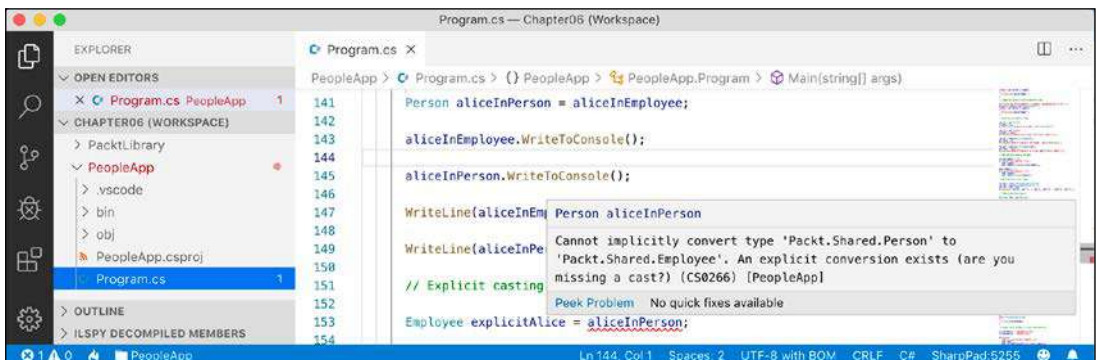 Program.cs — Chapter06 (Workspace)
EXPLORER
OPEN EDITORS
Program.cs PeopleApp 1
CHAPTER06 (WORKSPACE)
PacktLibrary
PeopleApp
.vscode
bin
obj
PeopleApp.csproj
Program.cs 1
OUTLINE
ILSPY DECOMPILED MEMBERS
Program.cs
PeopleApp > Program.cs > {} PeopleApp > PeopleApp.Program > Main(string[] args)
141 Person aliceInPerson = aliceInEmployee;
142
143 aliceInEmployee.WriteToConsole();
144
145 aliceInPerson.WriteToConsole();
146
147 WriteLine(aliceInEmp
148
149 WriteLine(aliceInPe
150
151 // Explicit casting
152
153 Employee explicitAlice = aliceInPerson;
154
Person aliceInPerson
Cannot implicitly convert type 'Packt.Shared.Person' to
'Packt.Shared.Employee'. An explicit conversion exists (are you
missing a cast?) (CS0266) [PeopleApp]
Peek Problem No quick fixes available
1 0 PeopleApp Ln 144, Col 1 Spaces: 2 UTF-8 with BOM CRLF C# SharpPad:5255